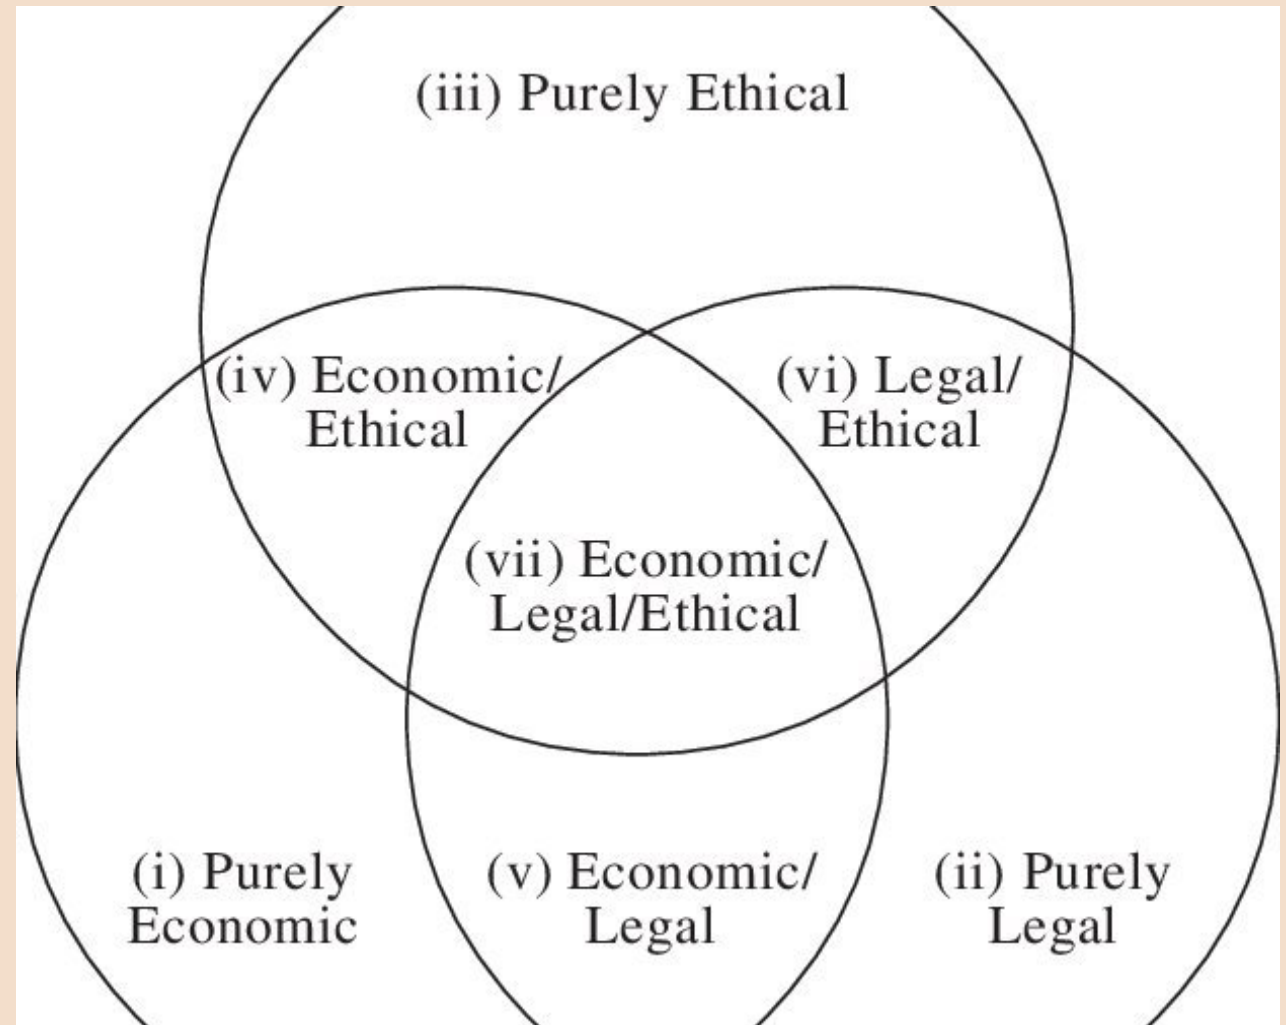 (iii) Purely Ethical
(iv) Economic/
Ethical
(vi) Legal/
Ethical
(vii) Economic/
Legal/Ethical
(i) Purely
Economic
(v) Economic/
Legal
(ii) Purely
Legal